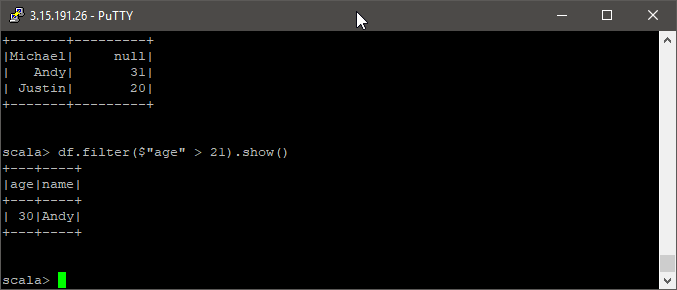 3.15.191.26 - PuTTY
+-------+---------+
|Michael|     null|
|   Andy|       31|
| Justin|       20|
+-------+---------+
scala> df.filter($"age" > 21).show()
+---+----+
|age|name|
+---+----+
| 30|Andy|
+---+----+
scala>